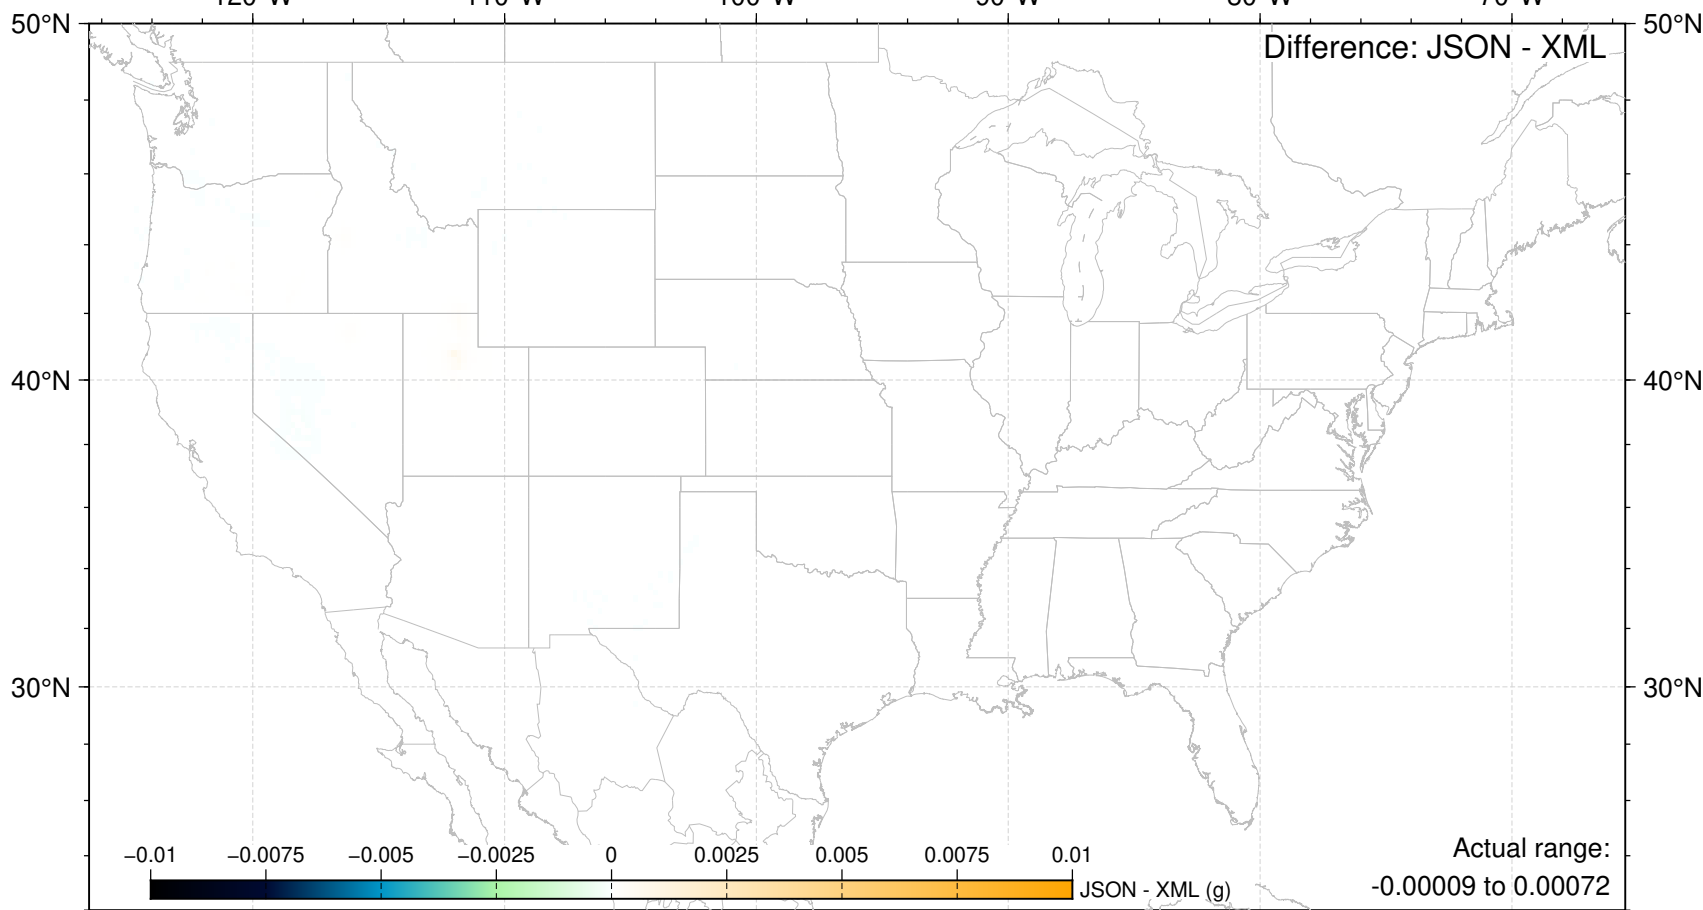 50°N 50°N
Difference: JSON - XML
40°N 40°N
30°N 30°N
Actual range:
-0.00009 to 0.00072
−0.01 −0.0075 −0.005 −0.0025 0 0.0025 0.005 0.0075 0.01
JSON - XML (g)